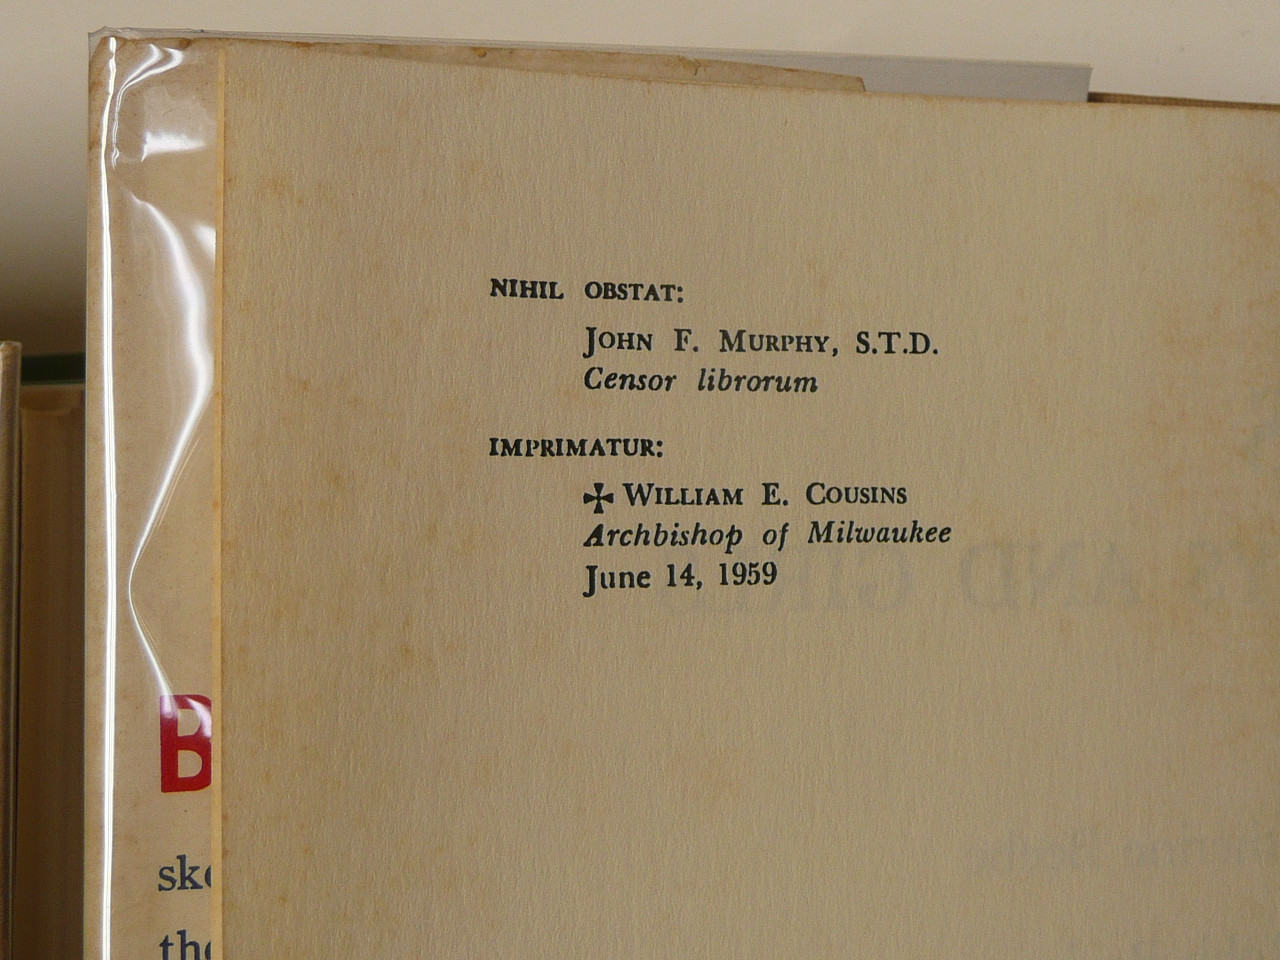 NIHIL OBSTAT:
JOHN F. MURPHY, S.T.D.
Censor librorum
IMPRIMATUR:
✠ WILLIAM E. COUSINS
Archbishop of Milwaukee
June 14, 1959